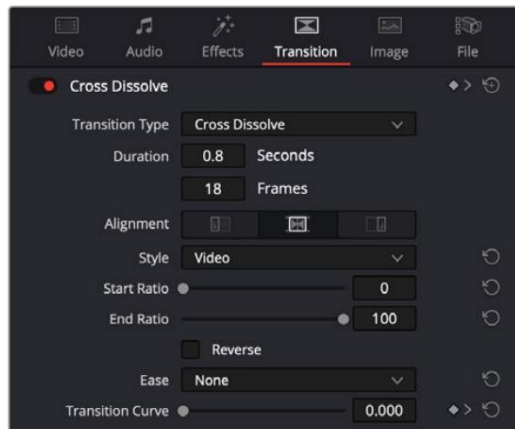 Video Audio Effects Transition Image File
Cross Dissolve
Transition Type Cross Dissolve
Duration 0.8 Seconds
18 Frames
Alignment
Style Video
Start Ratio 0
End Ratio 100
Reverse
Ease None
Transition Curve 0.000